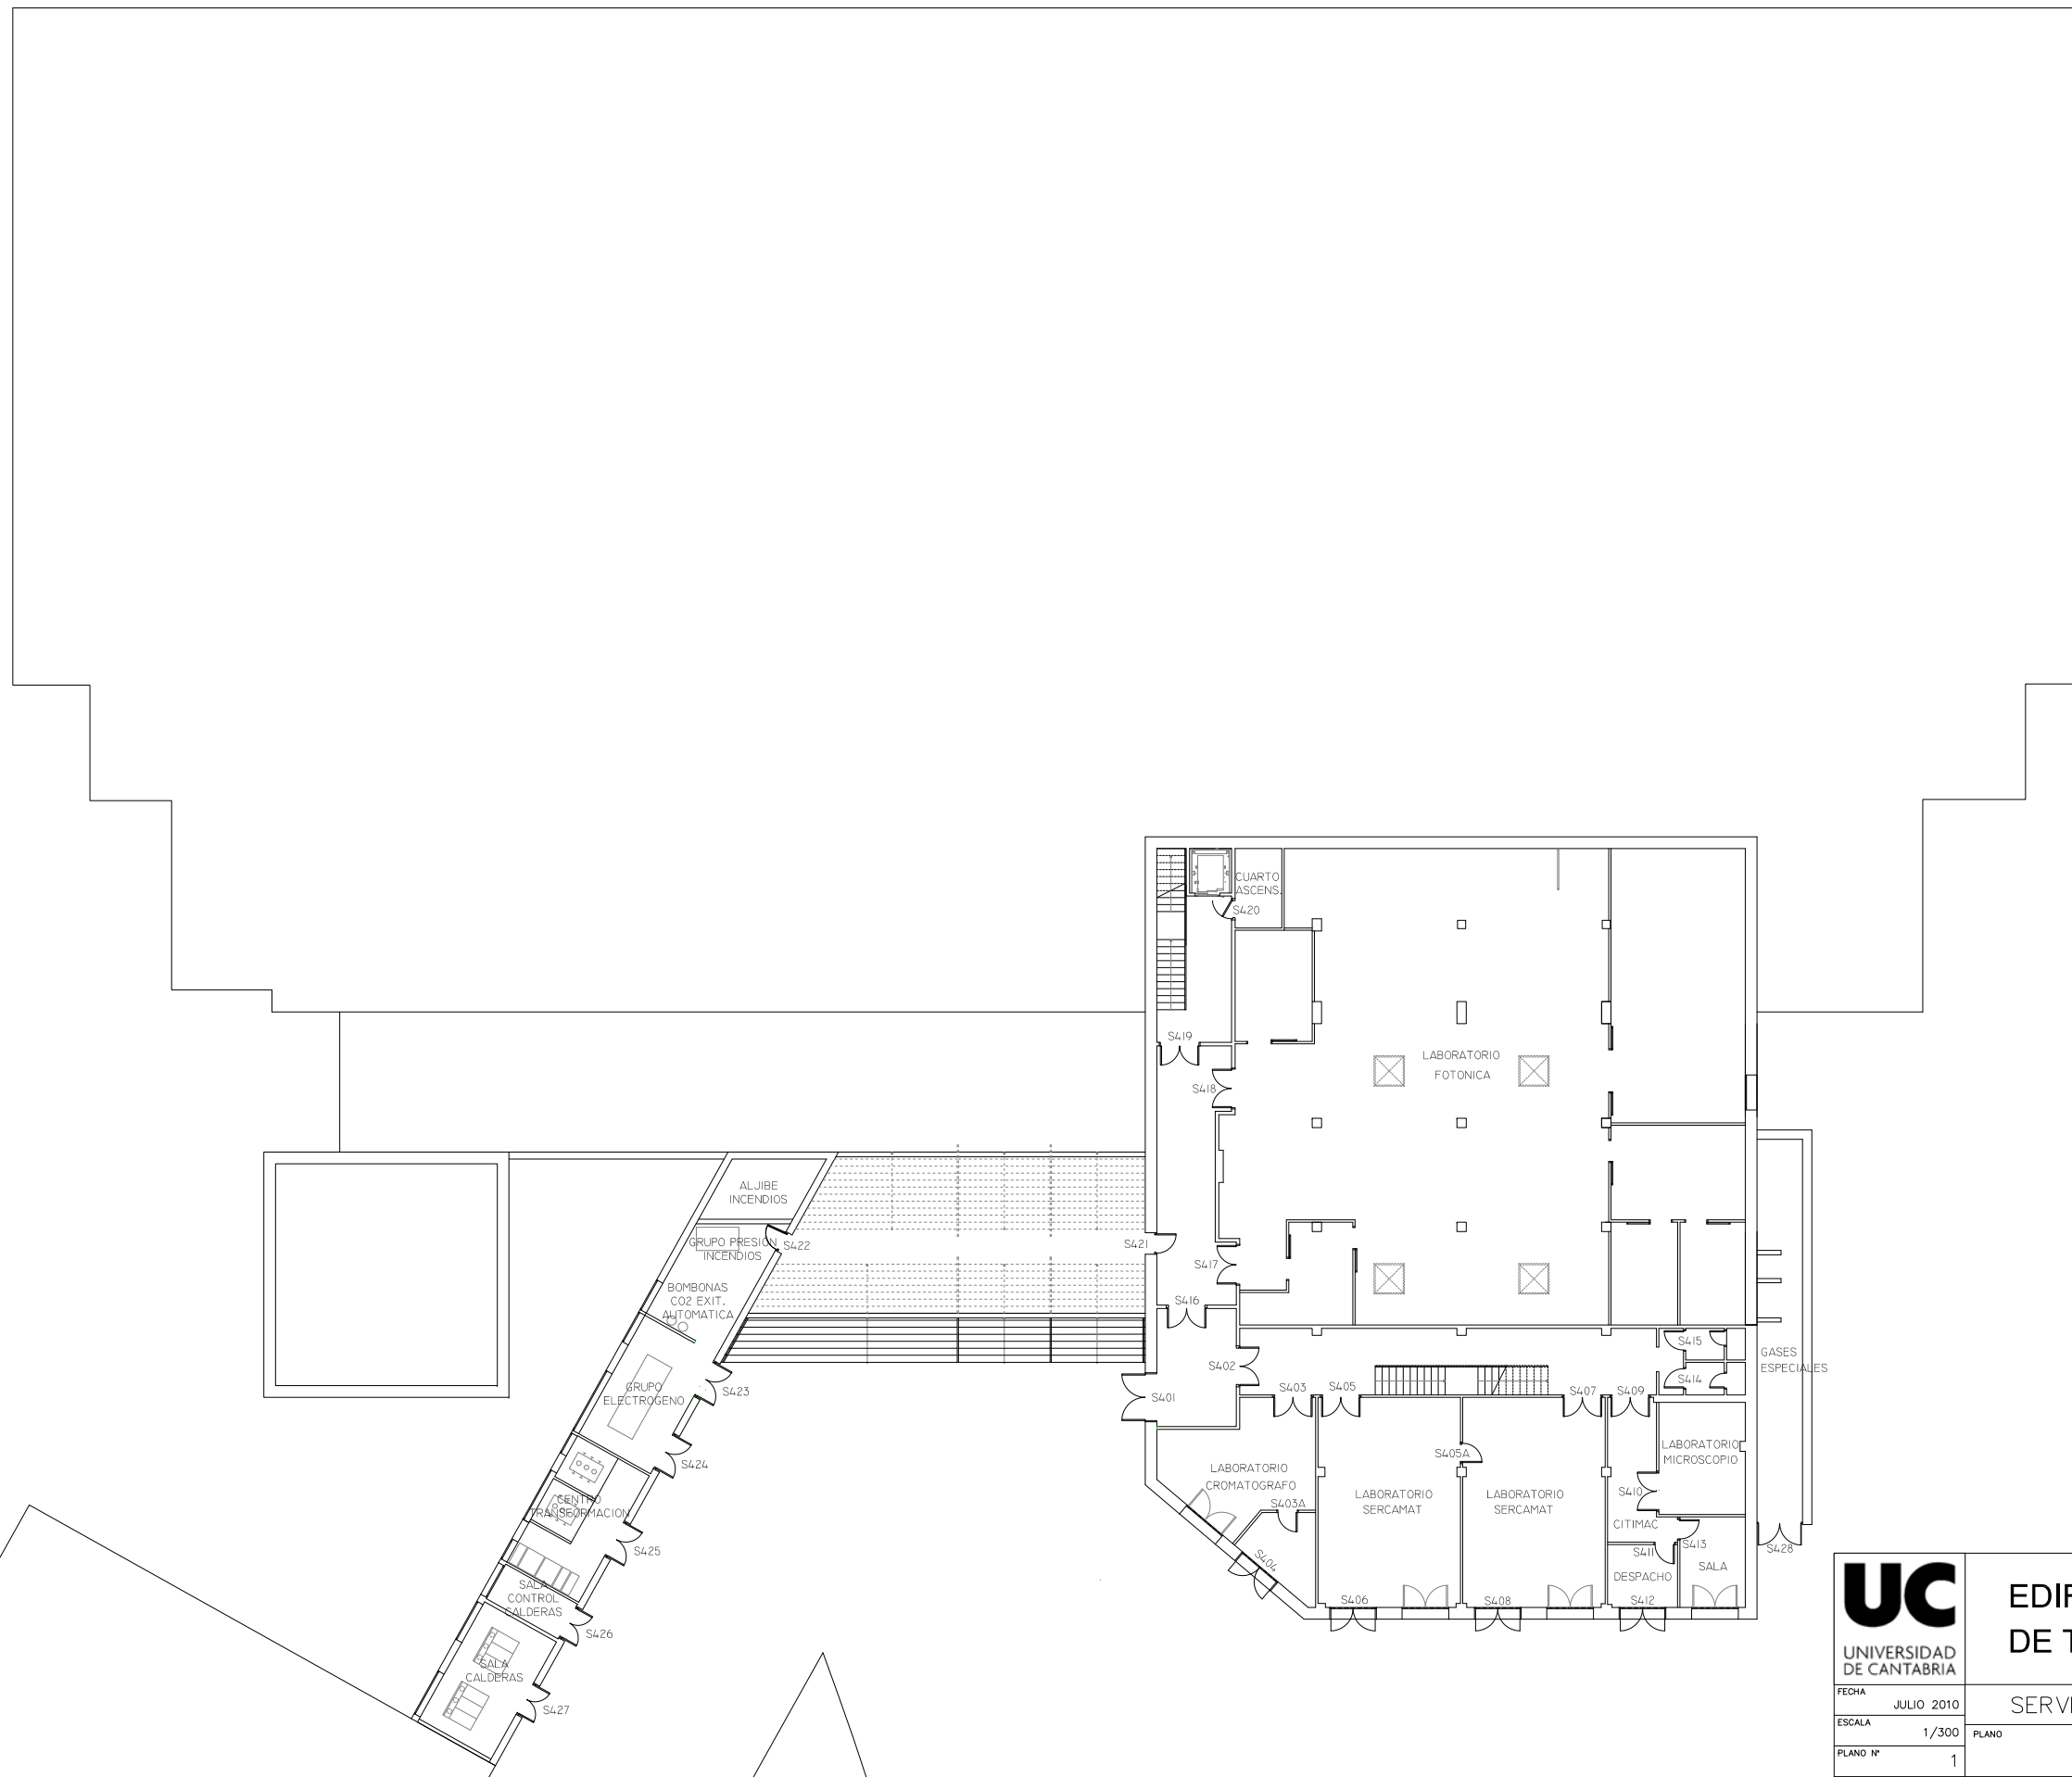 CUARTO
ASCENS.
S420
S419
S418
LABORATORIO
FOTONICA
ALJIBE
INCENDIOS
GRUPO PRESION
INCENDIOS
S422
S421
S417
BOMBONAS
CO2 EXIT.
AUTOMATICA
S416
S415
S402
GASES
ESPECIALES
S414
GRUPO
ELECTROGENO
S423
S401
S403
S405
S407
S409
S424
S405A
LABORATORIO
MICROSCOPIO
LABORATORIO
CROMATOGRAFO
S403A
LABORATORIO
SERCAMAT
LABORATORIO
SERCAMAT
S410
CENTRO
TRANSFORMACION
CITIMAC
S425
S404
S411
S413
S428
SALA
DESPACHO
SALA
CONTROL
CALDERAS
S406
S408
S412
S426
SALA
CALDERAS
S427
UC
UNIVERSIDAD
DE CANTABRIA
EDIF
DE T
FECHA
JULIO 2010
SERVI
ESCALA
1/300
PLANO
PLANO Nº
1